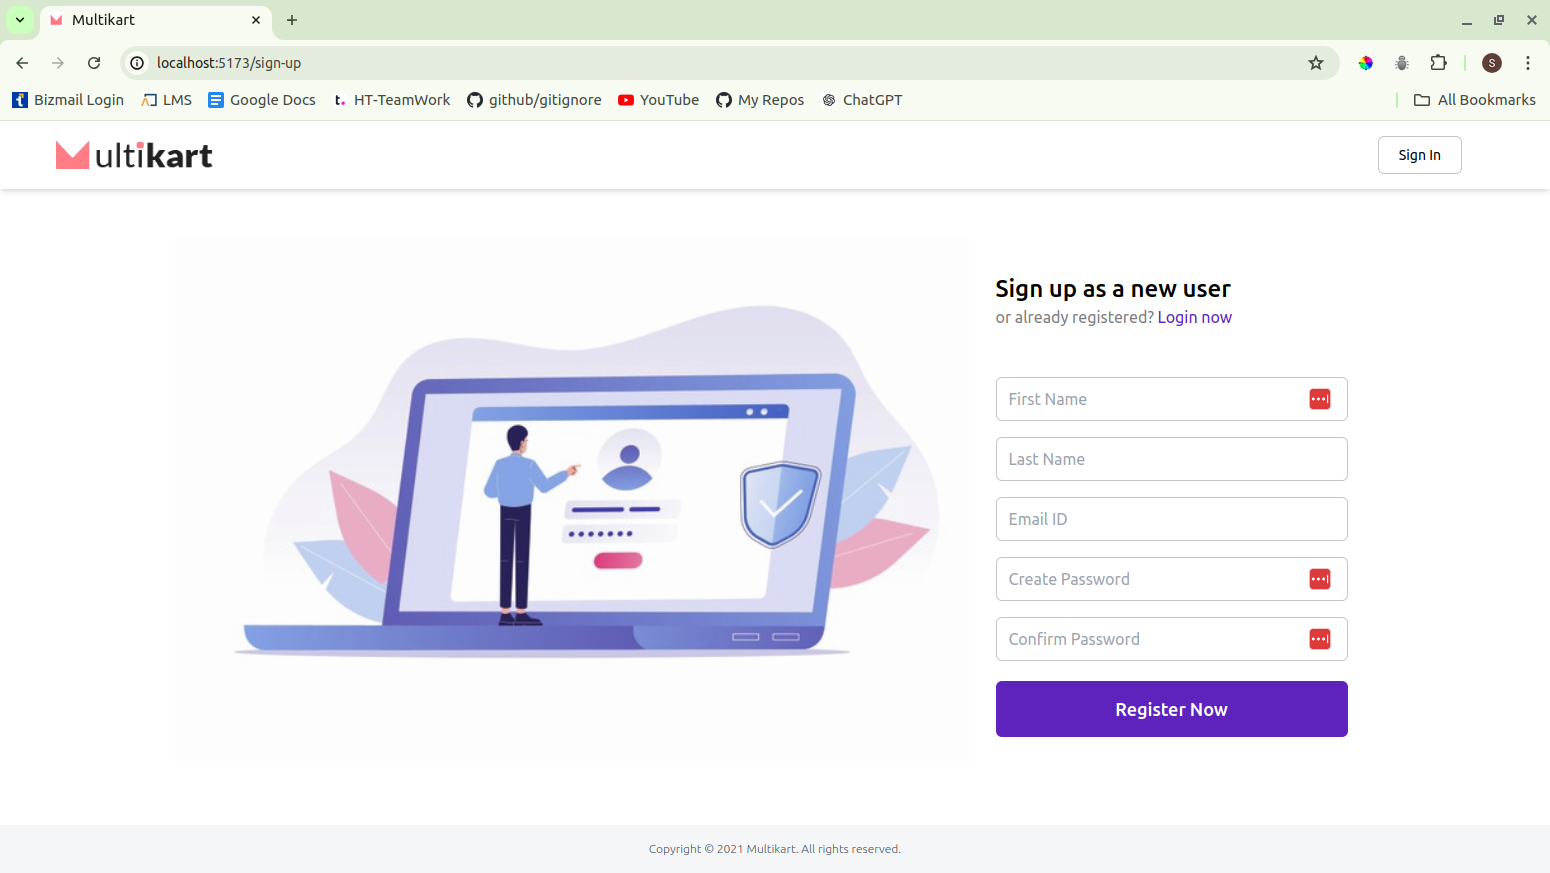 Multikart
localhost:5173/sign-up
S
Bizmail Login LMS Google Docs HT-TeamWork github/gitignore YouTube My Repos ChatGPT All Bookmarks
ultikart
Sign In
Sign up as a new user
or already registered? Login now
First Name
Last Name
Email ID
Create Password
Confirm Password
Register Now
Copyright © 2021 Multikart. All rights reserved.